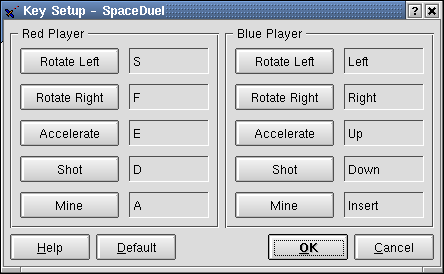 Key Setup - SpaceDuel
Red Player Blue Player
Rotate Left S Rotate Left Left
Rotate Right F Rotate Right Right
Accelerate E Accelerate Up
Shot D Shot Down
Mine A Mine Insert
Help Default OK Cancel